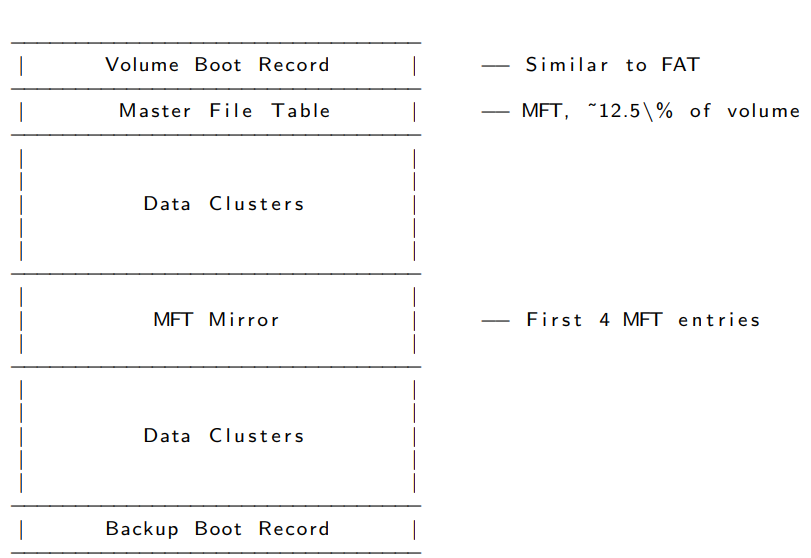 Volume Boot Record — Similar to FAT
Master File Table — MFT, ~12.5\% of volume
Data Clusters
MFT Mirror — First 4 MFT entries
Data Clusters
Backup Boot Record